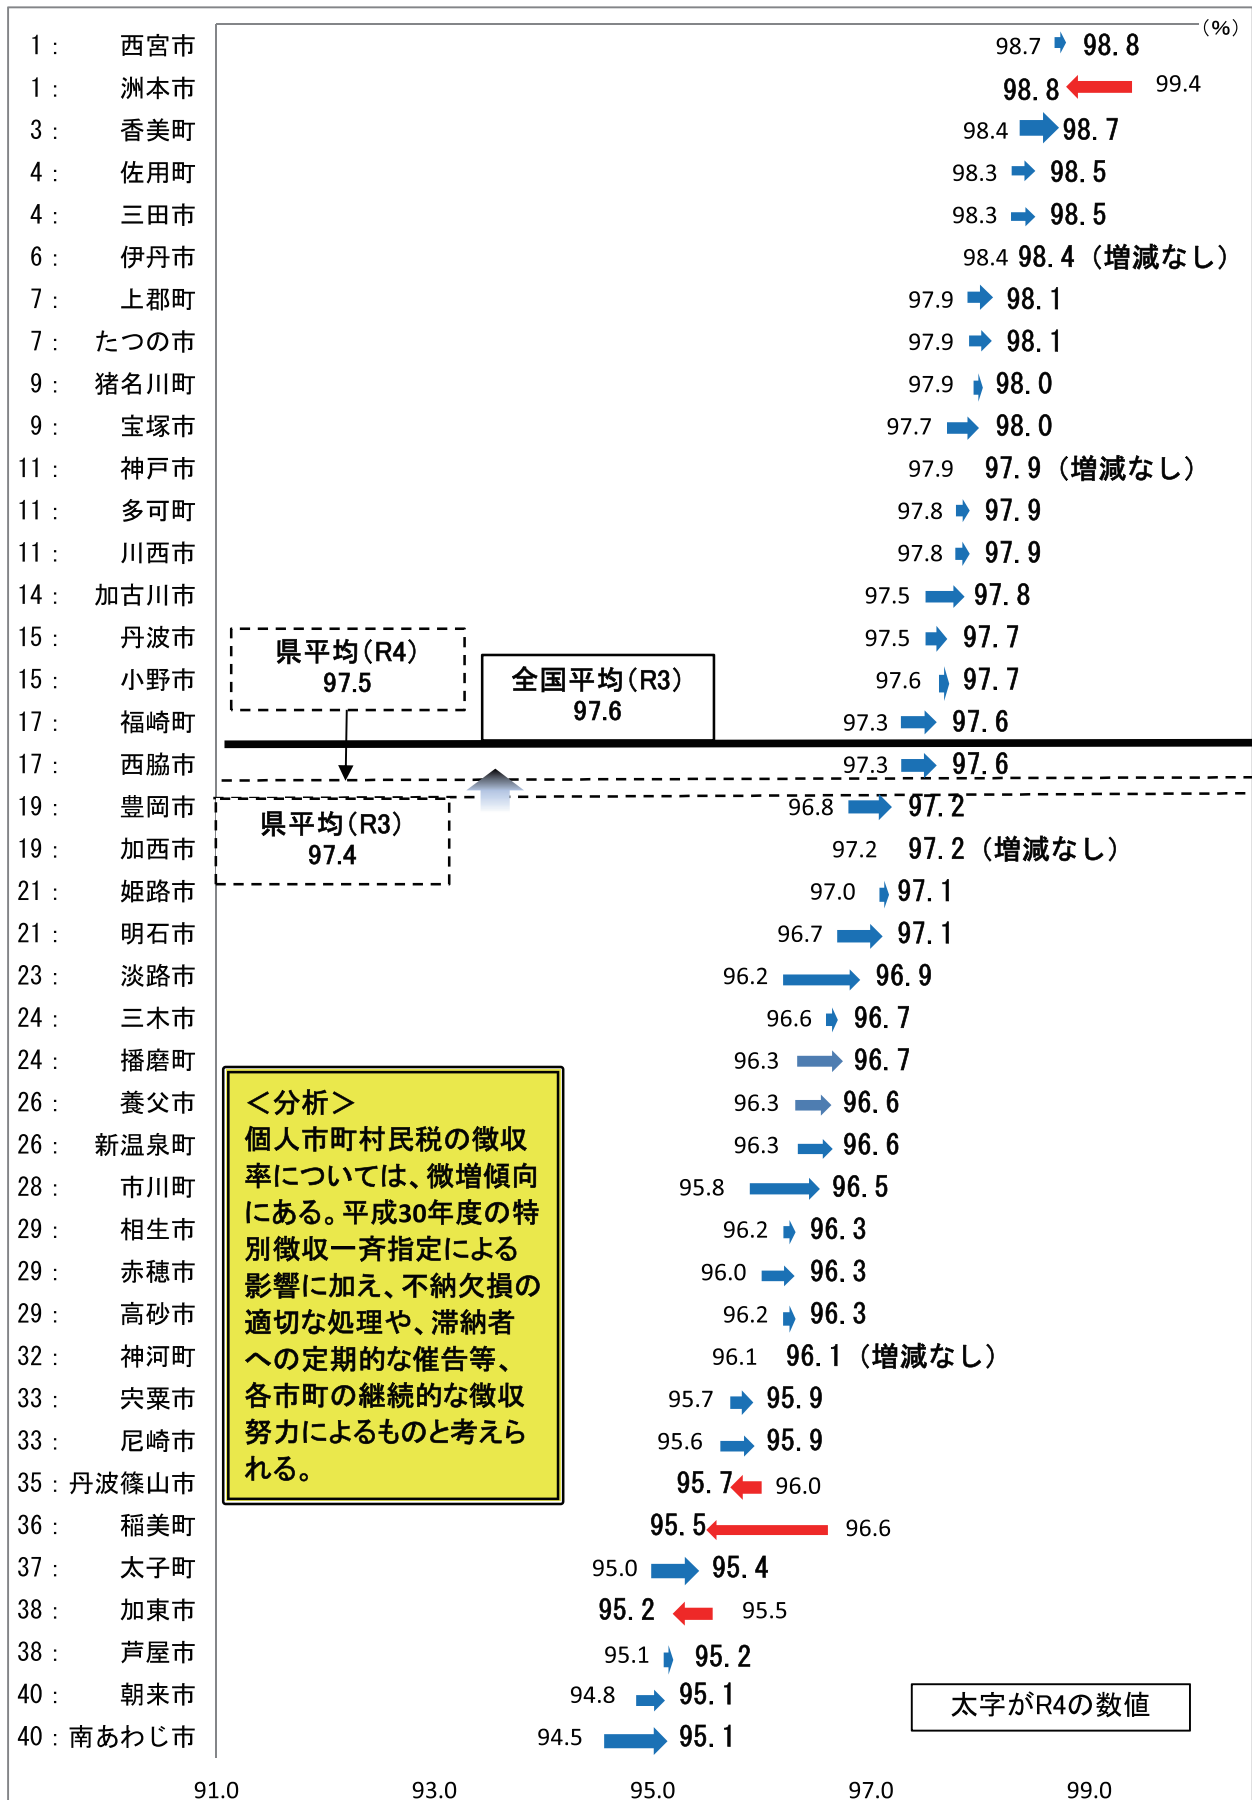 (%)
1： 西宮市 98.7 98.8
1： 洲本市 98.8 99.4
3： 香美町 98.4 98.7
4： 佐用町 98.3 98.5
4： 三田市 98.3 98.5
6： 伊丹市 98.4 98.4（増減なし）
7： 上郡町 97.9 98.1
7： たつの市 97.9 98.1
9： 猪名川町 97.9 98.0
9： 宝塚市 97.7 98.0
11： 神戸市 97.9 97.9（増減なし）
11： 多可町 97.8 97.9
11： 川西市 97.8 97.9
14： 加古川市 97.5 97.8
15： 丹波市 97.5 97.7
15： 小野市 97.6 97.7
17： 福崎町 97.3 97.6
17： 西脇市 97.3 97.6
19： 豊岡市 96.8 97.2
19： 加西市 97.2 97.2（増減なし）
21： 姫路市 97.0 97.1
21： 明石市 96.7 97.1
23： 淡路市 96.2 96.9
24： 三木市 96.6 96.7
24： 播磨町 96.3 96.7
26： 養父市 96.3 96.6
26： 新温泉町 96.3 96.6
28： 市川町 95.8 96.5
29： 相生市 96.2 96.3
29： 赤穂市 96.0 96.3
29： 高砂市 96.2 96.3
32： 神河町 96.1 96.1（増減なし）
33： 宍粟市 95.7 95.9
33： 尼崎市 95.6 95.9
35： 丹波篠山市 95.7 96.0
36： 稲美町 95.5 96.6
37： 太子町 95.0 95.4
38： 加東市 95.2 95.5
38： 芦屋市 95.1 95.2
40： 朝来市 94.8 95.1
40： 南あわじ市 94.5 95.1
県平均(R4)
97.5
全国平均(R3)
97.6
県平均(R3)
97.4
＜分析＞
個人市町村民税の徴収
率については、微増傾向
にある。平成30年度の特
別徴収一斉指定による
影響に加え、不納欠損の
適切な処理や、滞納者
への定期的な催告等、
各市町の継続的な徴収
努力によるものと考えら
れる。
太字がR4の数値
91.0 93.0 95.0 97.0 99.0